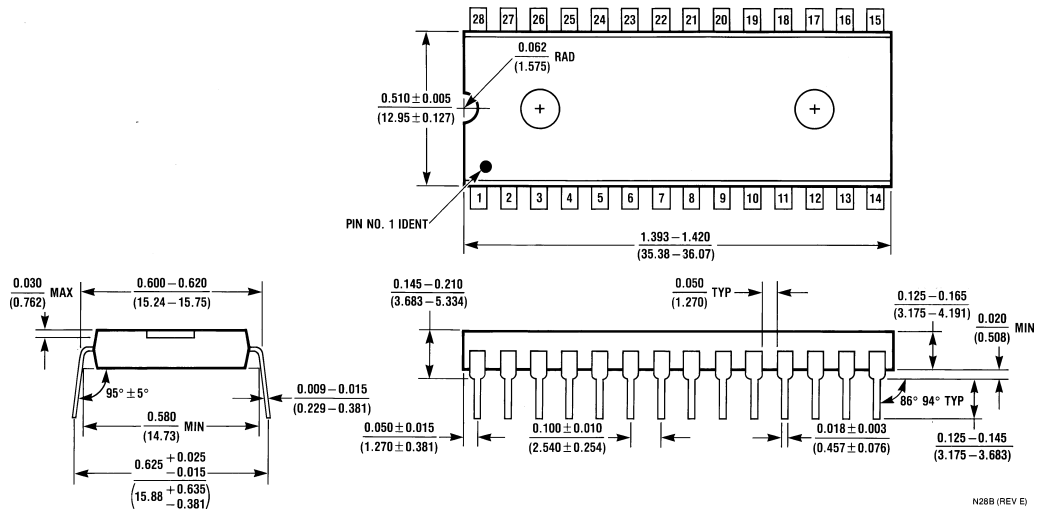 28 27 26 25 24 23 22 21 20 19 18 17 16 15
0.062
(1.575) RAD
0.510 ± 0.005
(12.95 ± 0.127)
PIN NO. 1 IDENT
1 2 3 4 5 6 7 8 9 10 11 12 13 14
1.393 – 1.420
(35.38 – 36.07)
0.030
(0.762) MAX
0.600 – 0.620
(15.24 – 15.75)
95° ± 5°
0.009 – 0.015
(0.229 – 0.381)
0.580
(14.73) MIN
0.625 + 0.025
– 0.015
(15.88 + 0.635
– 0.381)
0.145 – 0.210
(3.683 – 5.334)
0.050
(1.270) TYP
0.125 – 0.165
(3.175 – 4.191)
0.020
(0.508) MIN
86° 94° TYP
0.050 ± 0.015
(1.270 ± 0.381)
0.100 ± 0.010
(2.540 ± 0.254)
0.018 ± 0.003
(0.457 ± 0.076)
0.125 – 0.145
(3.175 – 3.683)
N28B (REV E)